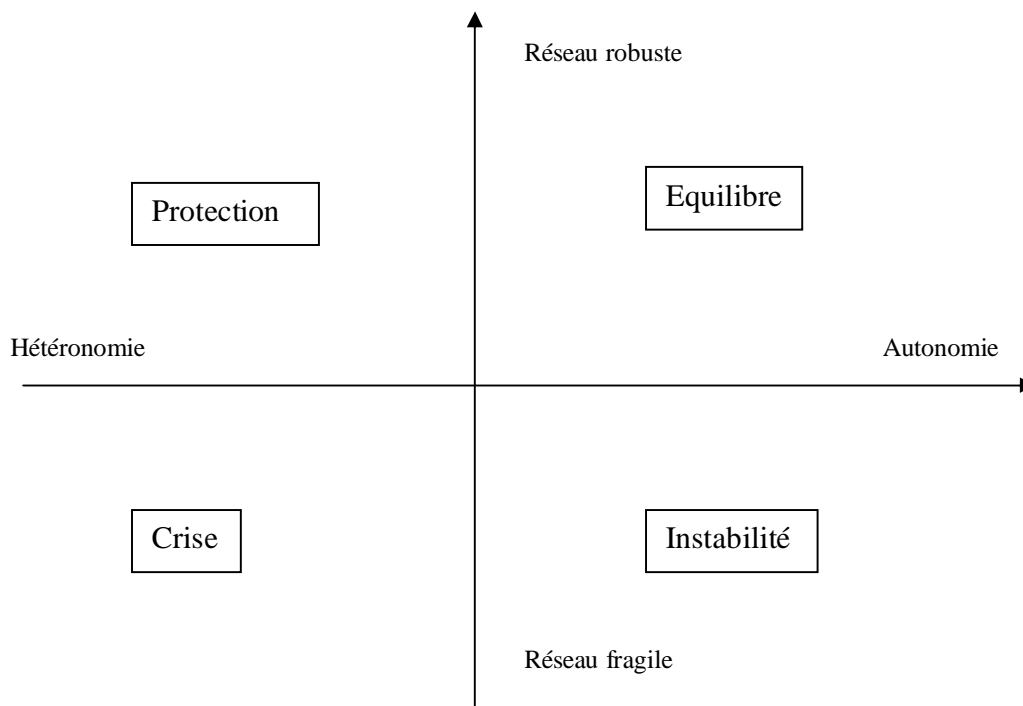 Réseau robuste
Equilibre
Protection
Hétéronomie
Autonomie
Crise
Instabilité
Réseau fragile